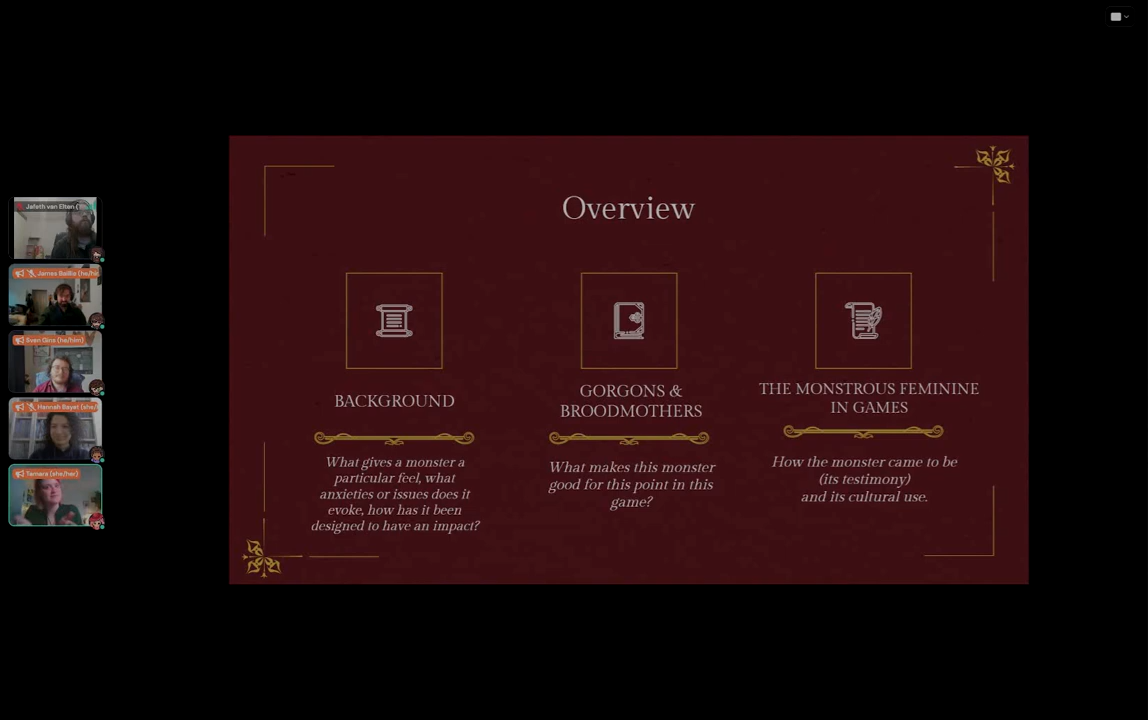 Overview
BACKGROUND
What gives a monster a
particular feel, what
anxieties or issues does it
evoke, how has it been
designed to have an impact?
GORGONS &
BROODMOTHERS
What makes this monster
good for this point in this
game?
THE MONSTROUS FEMININE
IN GAMES
How the monster came to be
(its testimony)
and its cultural use.
Jafeth van Elten
James Baillie (he/hi
Sven Gins (he/him)
Hannah Bayat (she/
Tamara (she/her)